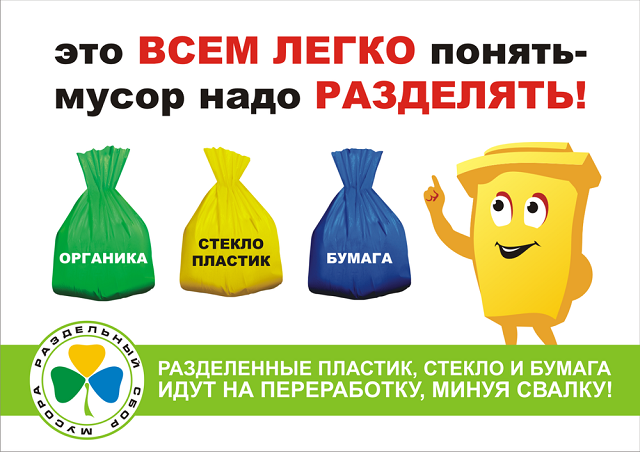 это ВСЕМ ЛЕГКО понять-
мусор надо РАЗДЕЛЯТЬ!
ОРГАНИКА
СТЕКЛО
ПЛАСТИК
БУМАГА
РАЗДЕЛЬНЫЙ СБОР МУСОРА
РАЗДЕЛЕННЫЕ ПЛАСТИК, СТЕКЛО И БУМАГА
ИДУТ НА ПЕРЕРАБОТКУ, МИНУЯ СВАЛКУ!